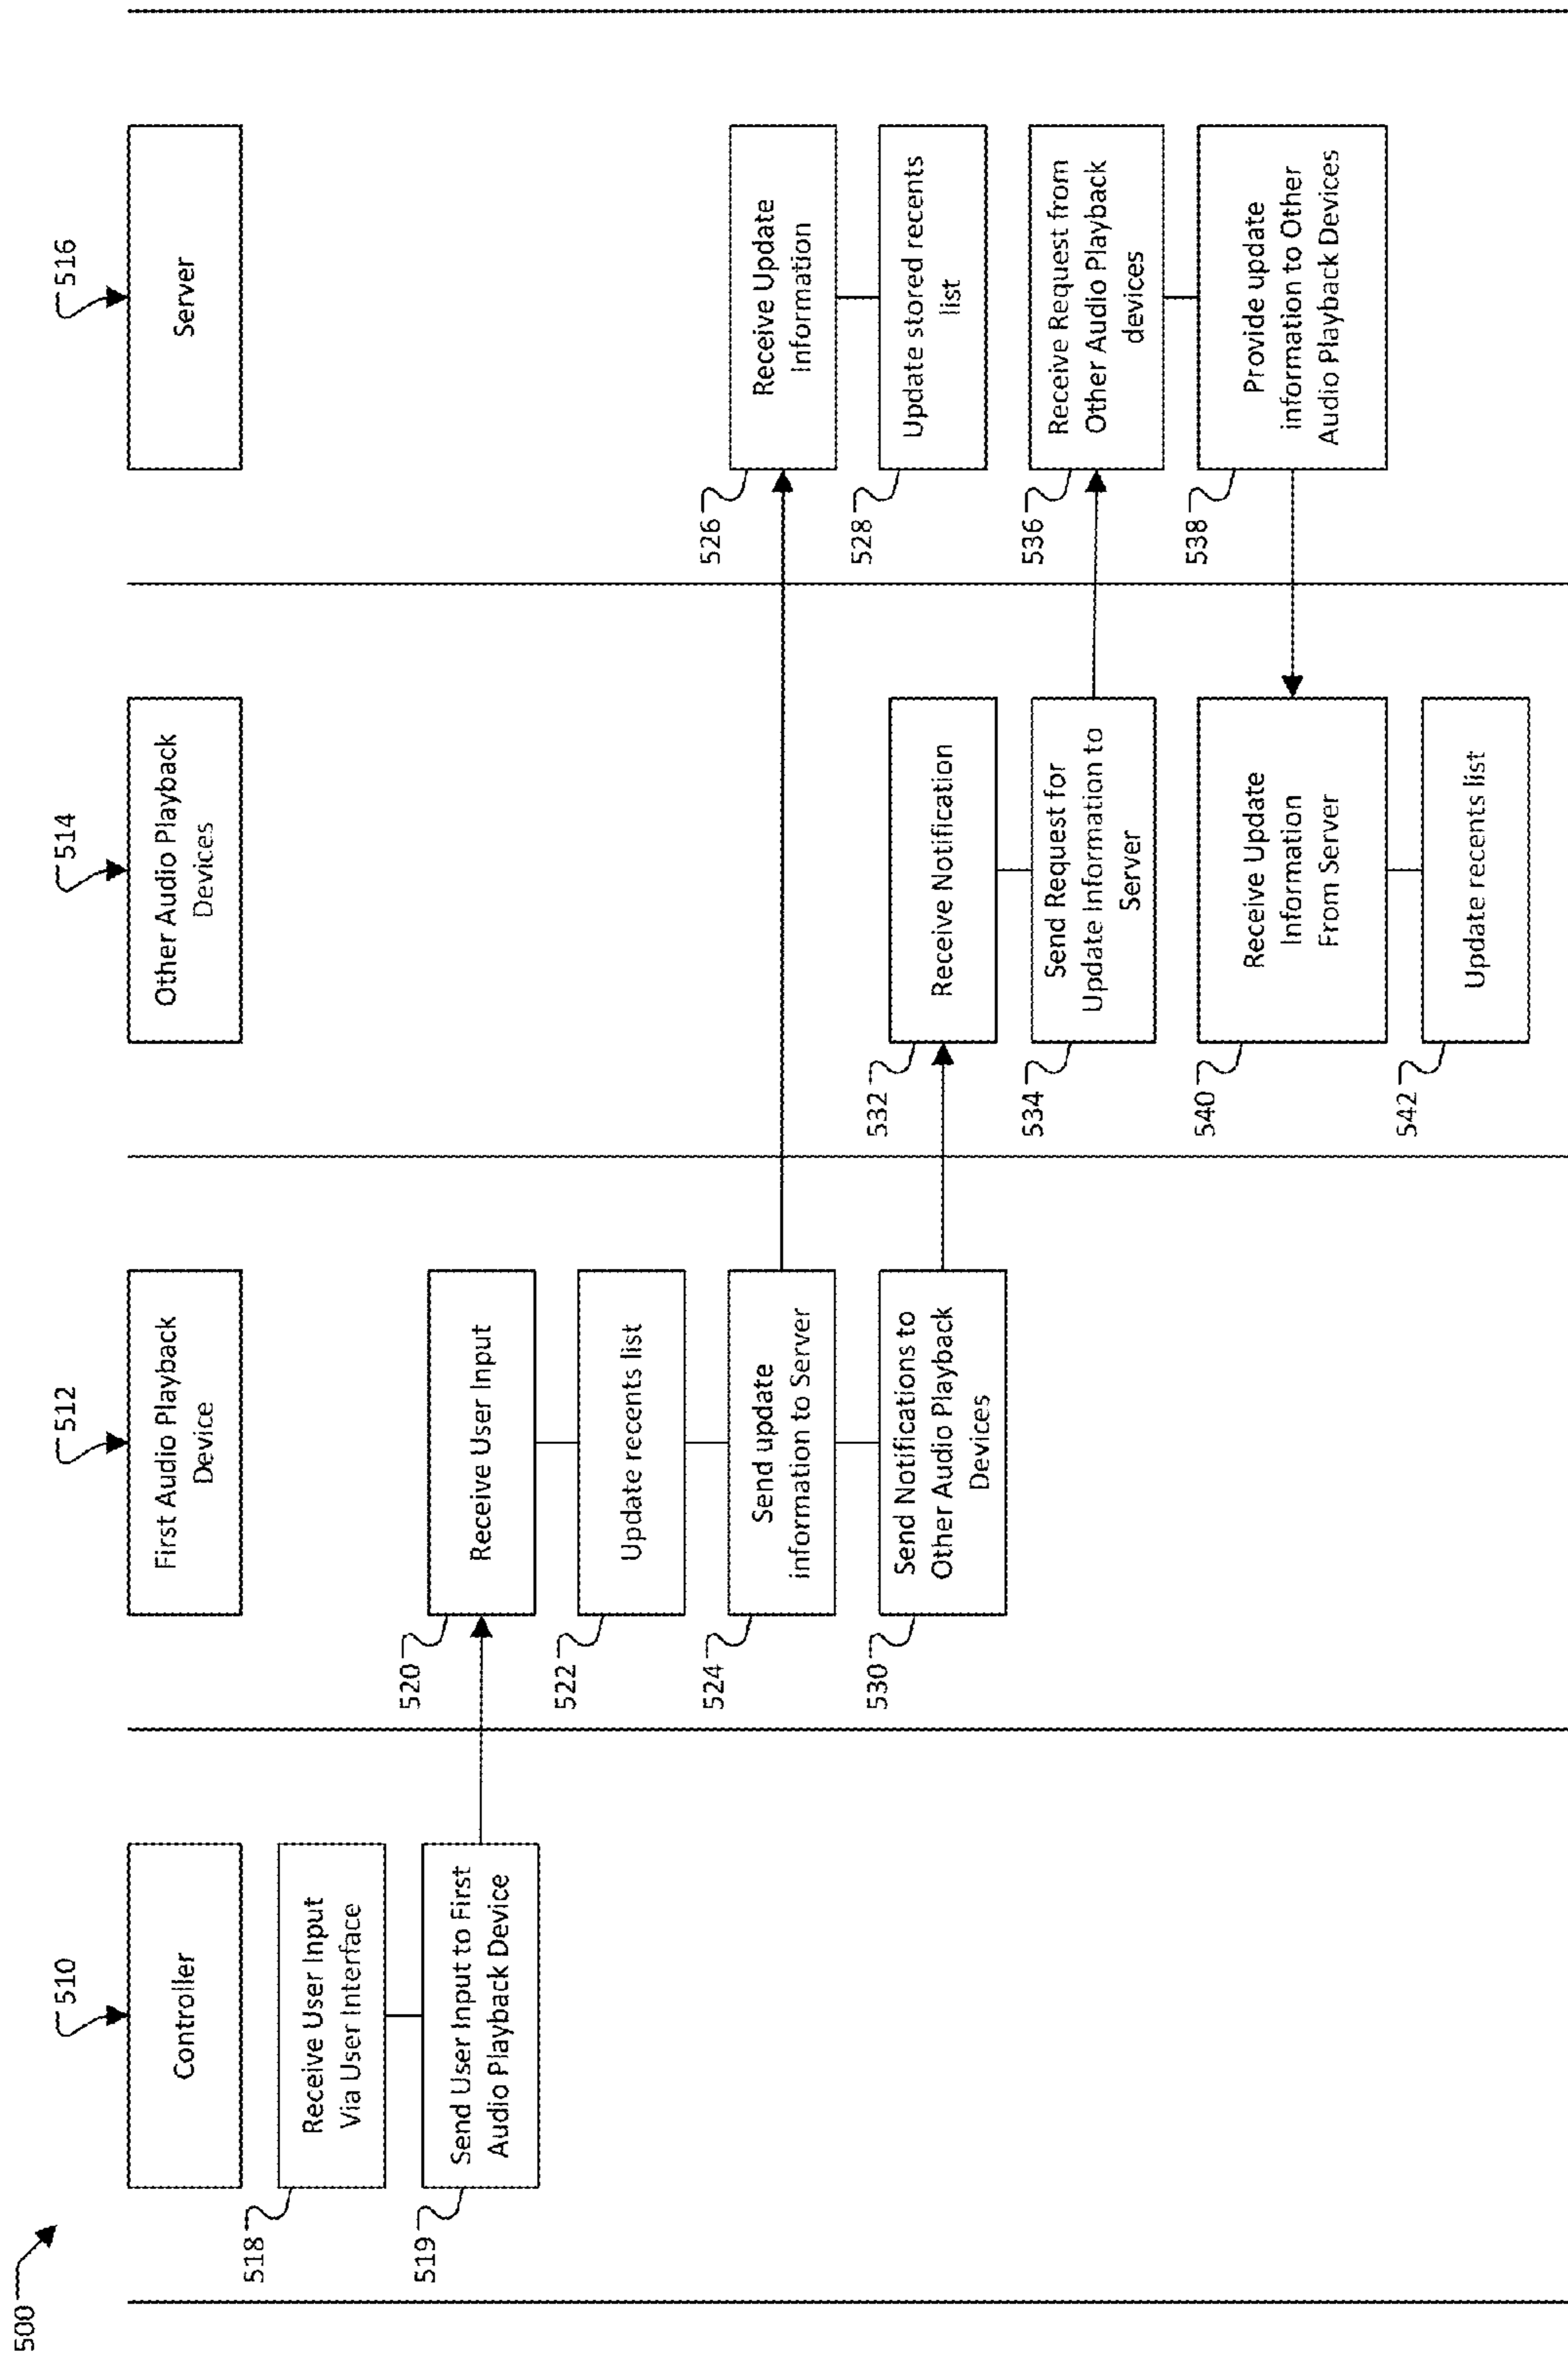 500
510
Controller
518
Receive User Input
Via User Interface
519
Send User Input to First
Audio Playback Device
512
First Audio Playback
Device
520
Receive User Input
522
Update recents list
524
Send update
information to Server
530
Send Notifications to
Other Audio Playback
Devices
514
Other Audio Playback
Devices
532
Receive Notification
534
Send Request for
Update Information to
Server
540
Receive Update
Information
From Server
542
Update recents list
516
Server
526
Receive Update
Information
528
Update stored recents
list
536
Receive Request from
Other Audio Playback
devices
538
Provide update
information to Other
Audio Playback Devices